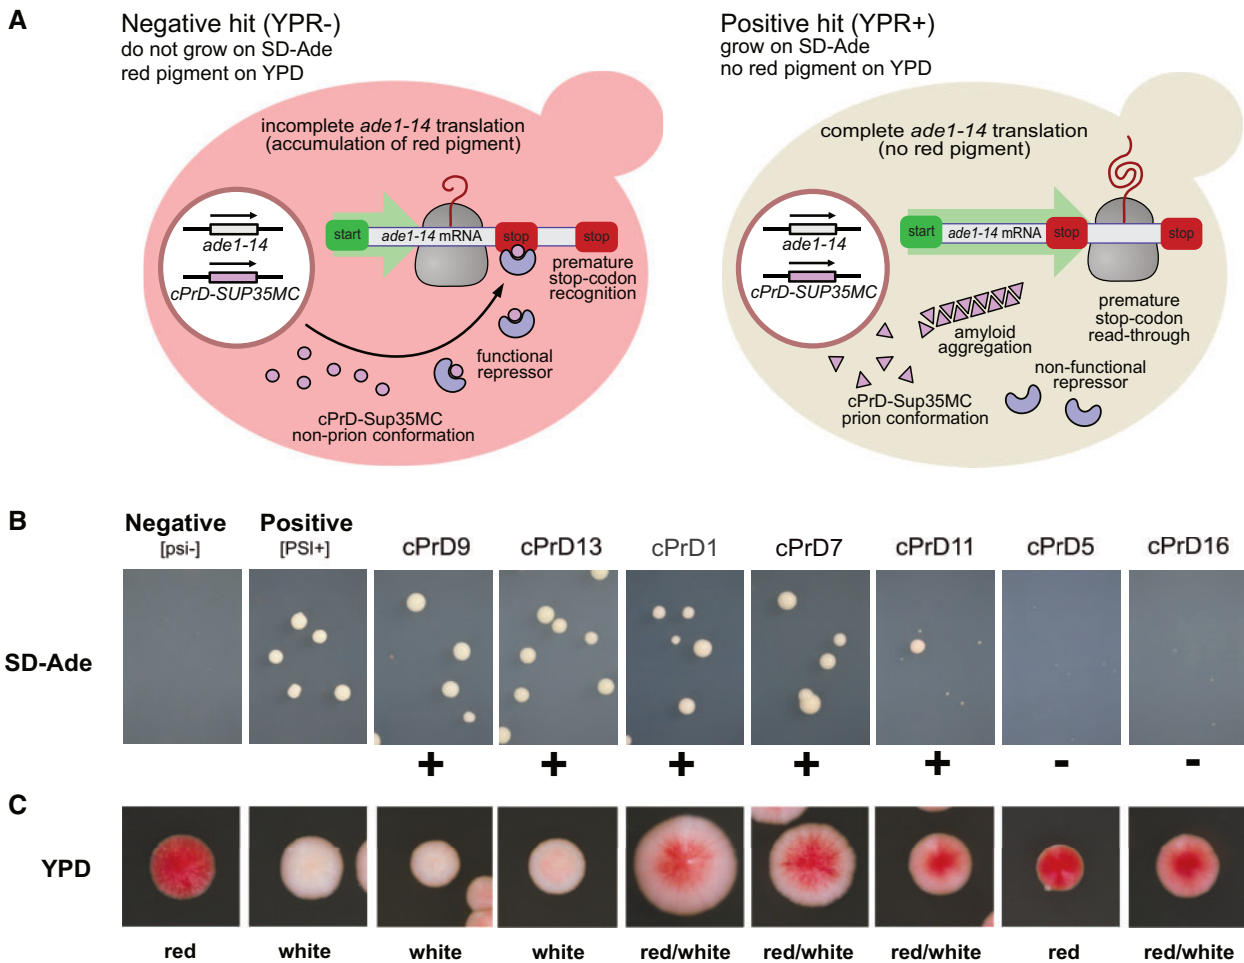 A
Negative hit (YPR-)
do not grow on SD-Ade
red pigment on YPD
incomplete ade1-14 translation
(accumulation of red pigment)
ade1-14
cPrD-SUP35MC
start
ade1-14 mRNA
stop
stop
premature
stop-codon
recognition
functional
repressor
cPrD-Sup35MC
non-prion conformation
Positive hit (YPR+)
grow on SD-Ade
no red pigment on YPD
complete ade1-14 translation
(no red pigment)
ade1-14
cPrD-SUP35MC
start
ade1-14 mRNA
stop
stop
amyloid
aggregation
premature
stop-codon
read-through
non-functional
repressor
cPrD-Sup35MC
prion conformation
B
Negative
[psi-]
Positive
[PSI+]
cPrD9
cPrD13
cPrD1
cPrD7
cPrD11
cPrD5
cPrD16
SD-Ade
+ + + + + - -
C
YPD
red white white white red/white red/white red/white red red/white